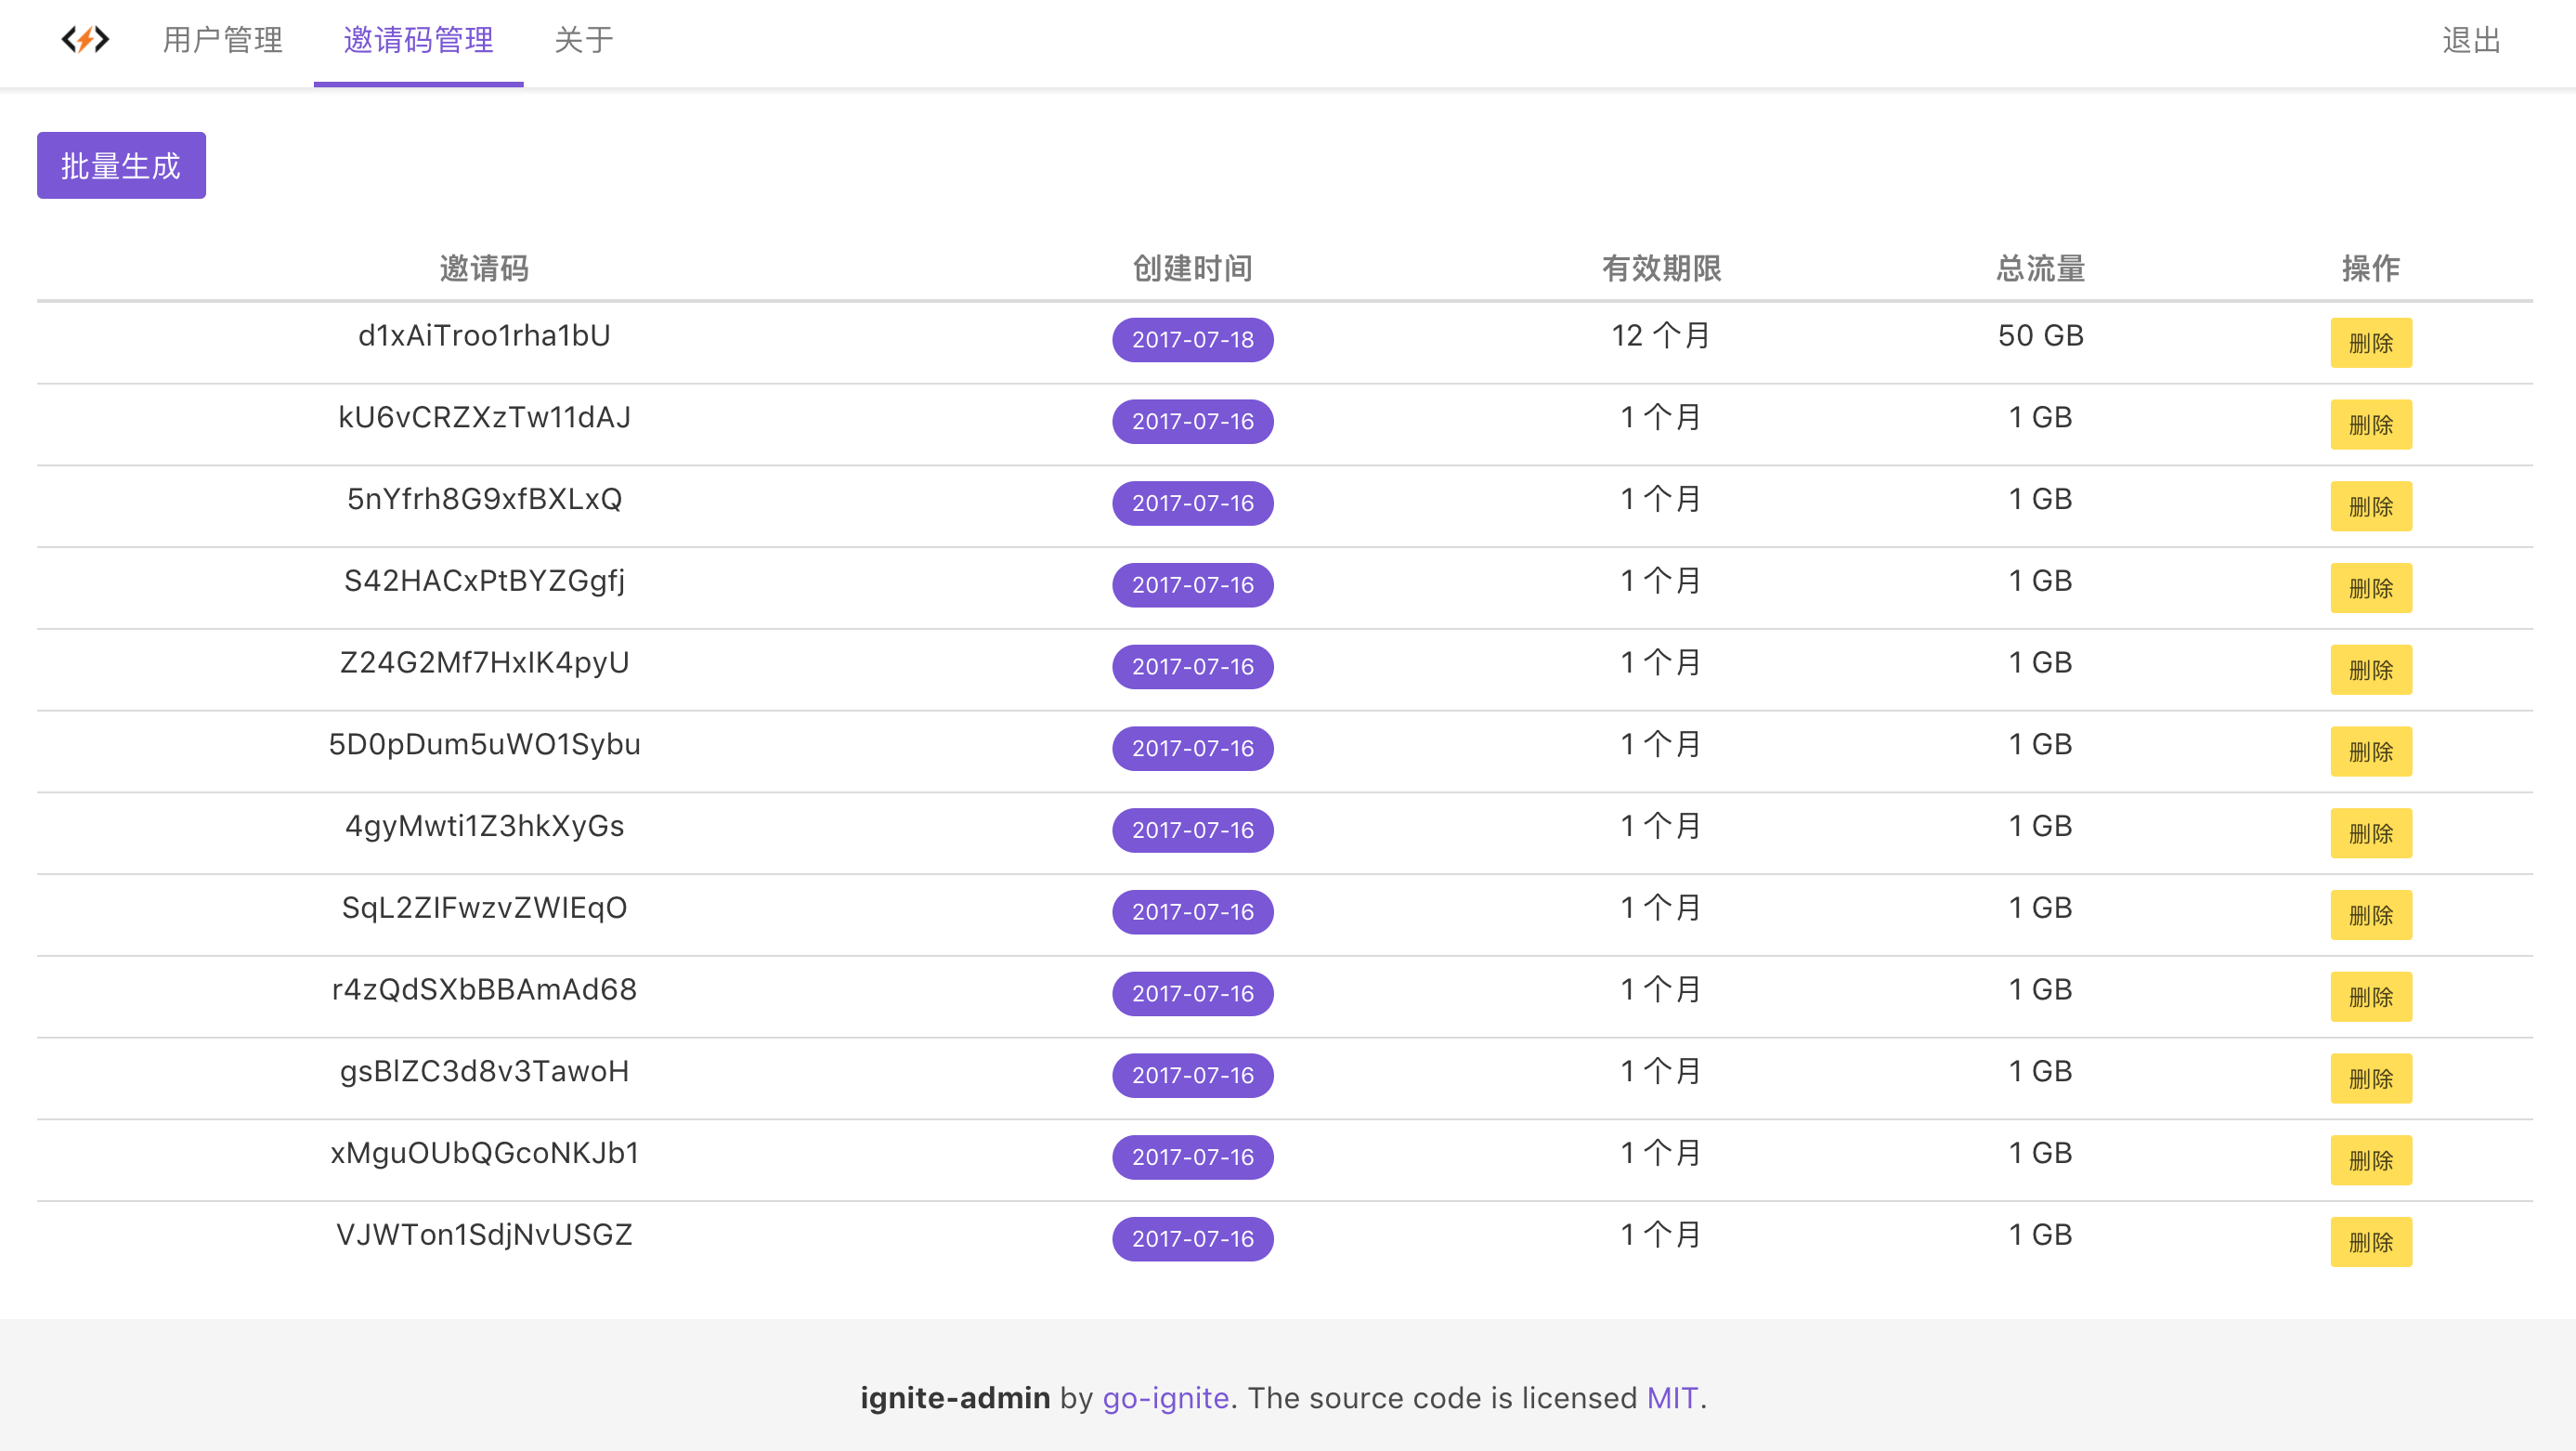 用户管理 邀请码管理 关于 退出
批量生成
邀请码 创建时间 有效期限 总流量 操作
d1xAiTroo1rha1bU 2017-07-18 12 个月 50 GB 删除
kU6vCRZXzTw11dAJ 2017-07-16 1 个月 1 GB 删除
5nYfrh8G9xfBXLxQ 2017-07-16 1 个月 1 GB 删除
S42HACxPtBYZGgfj 2017-07-16 1 个月 1 GB 删除
Z24G2Mf7HxIK4pyU 2017-07-16 1 个月 1 GB 删除
5D0pDum5uWO1Sybu 2017-07-16 1 个月 1 GB 删除
4gyMwti1Z3hkXyGs 2017-07-16 1 个月 1 GB 删除
SqL2ZIFwzvZWIEqO 2017-07-16 1 个月 1 GB 删除
r4zQdSXbBBAmAd68 2017-07-16 1 个月 1 GB 删除
gsBlZC3d8v3TawoH 2017-07-16 1 个月 1 GB 删除
xMguOUbQGcoNKJb1 2017-07-16 1 个月 1 GB 删除
VJWTon1SdjNvUSGZ 2017-07-16 1 个月 1 GB 删除
ignite-admin by go-ignite. The source code is licensed MIT.